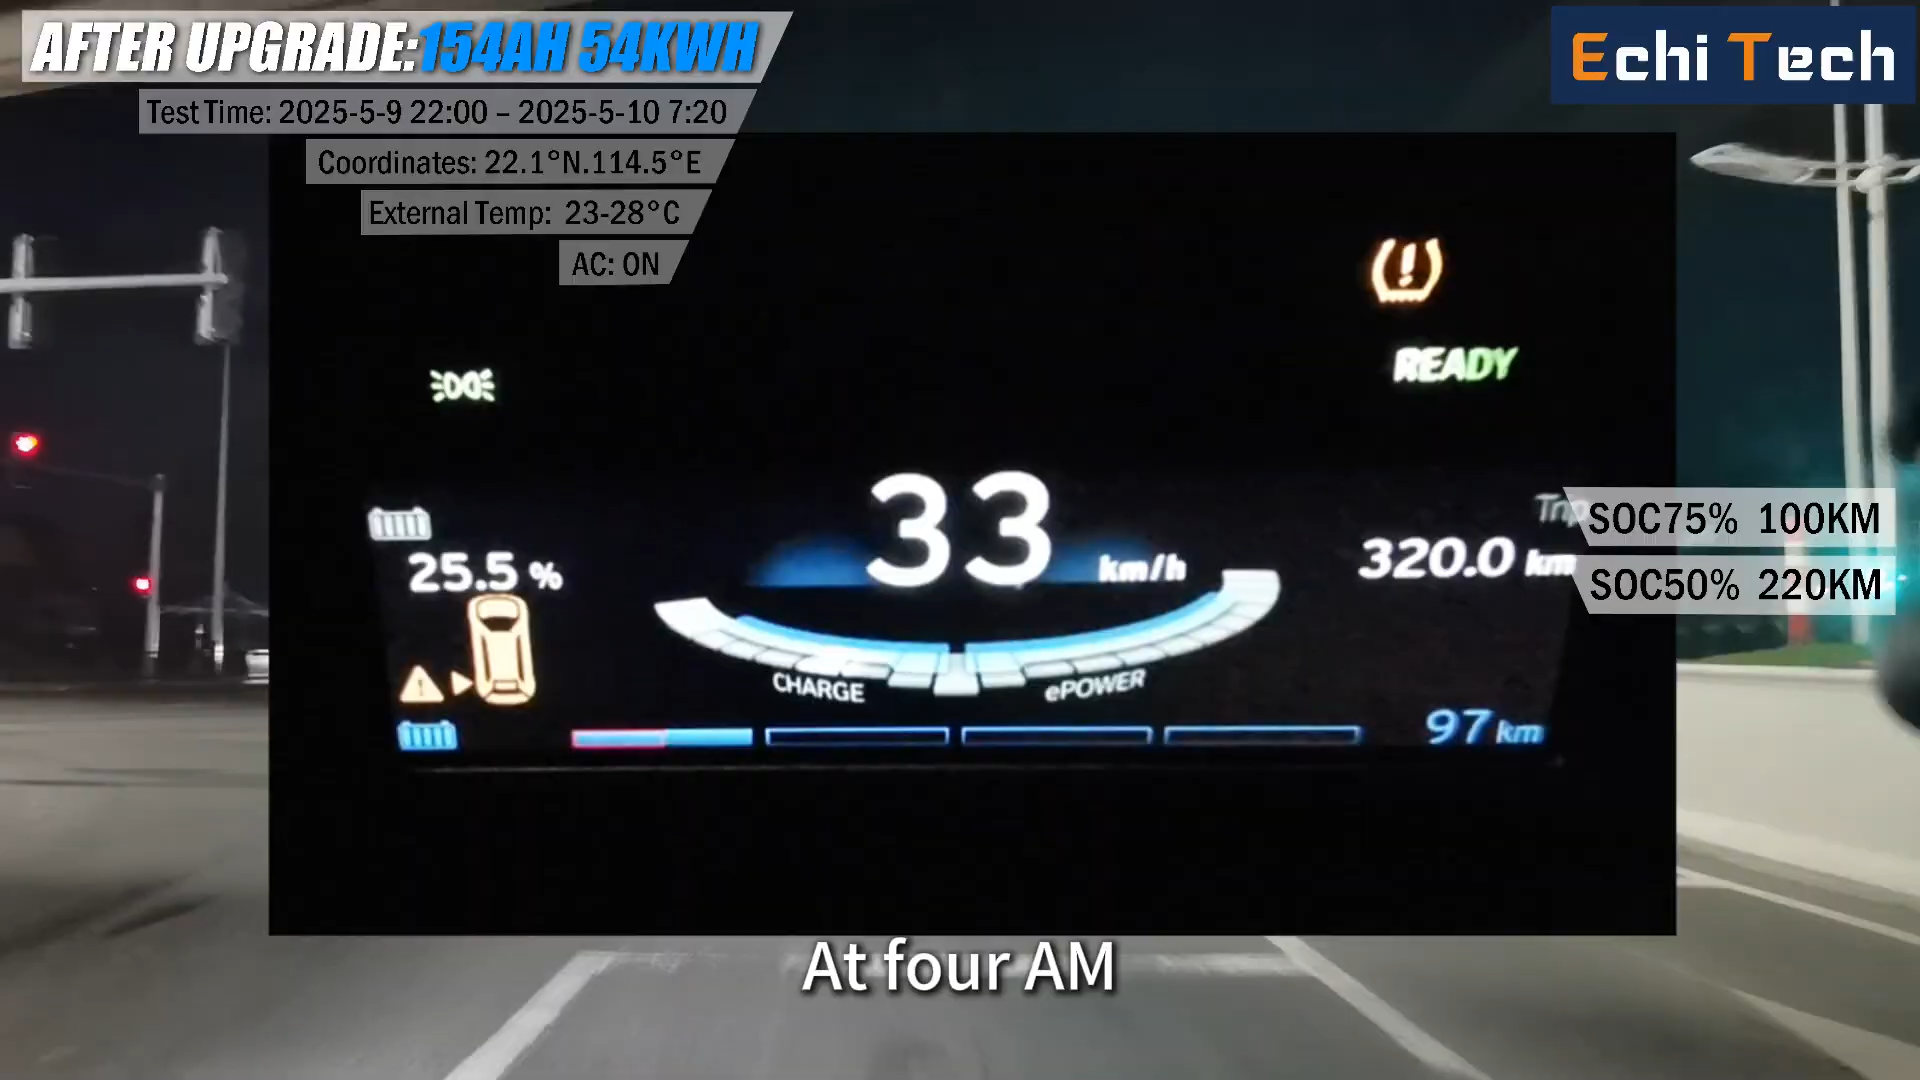 AFTER UPGRADE:154AH 54KWH
Echi Tech
Test Time: 2025-5-9 22:00 – 2025-5-10 7:20
Coordinates: 22.1°N.114.5°E
External Temp: 23-28°C
AC: ON
READY
33 km/h
Trip
320.0 km
SOC75% 100KM
SOC50% 220KM
25.5 %
CHARGE
ePOWER
97 km
At four AM